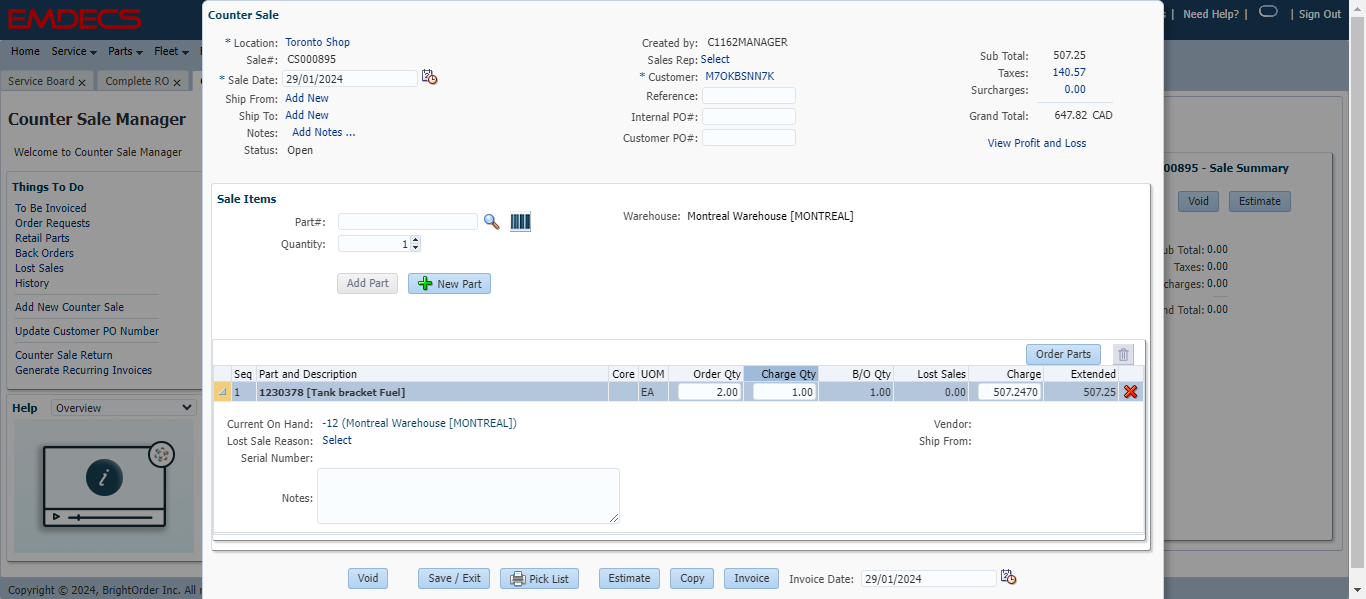 EMDECS
Need Help? |
| Sign Out
Home Service Parts Fleet
Service Board x
Complete RO x
Counter Sale Manager
Welcome to Counter Sale Manager
Things To Do
To Be Invoiced
Order Requests
Retail Parts
Back Orders
Lost Sales
History
Add New Counter Sale
Update Customer PO Number
Counter Sale Return
Generate Recurring Invoices
Help Overview
Copyright © 2024, BrightOrder Inc. All r
Counter Sale
* Location: Toronto Shop
Sale#: CS000895
* Sale Date: 29/01/2024
Ship From: Add New
Ship To: Add New
Notes: Add Notes ...
Status: Open
Created by: C1162MANAGER
Sales Rep: Select
* Customer: M7OKBSNN7K
Reference:
Internal PO#:
Customer PO#:
Sub Total: 507.25
Taxes: 140.57
Surcharges: 0.00
Grand Total: 647.82 CAD
View Profit and Loss
Sale Items
Part#:
Quantity: 1
Warehouse: Montreal Warehouse [MONTREAL]
Add Part New Part
Order Parts
Seq Part and Description Core UOM Order Qty Charge Qty B/O Qty Lost Sales Charge Extended
1 1230378 [Tank bracket Fuel] EA 2.00 1.00 1.00 0.00 507.2470 507.25
Current On Hand: -12 (Montreal Warehouse [MONTREAL])
Lost Sale Reason: Select
Serial Number:
Notes:
Vendor:
Ship From:
Void Save / Exit Pick List Estimate Copy Invoice Invoice Date: 29/01/2024
00895 - Sale Summary
Void Estimate
ub Total: 0.00
Taxes: 0.00
charges: 0.00
nd Total: 0.00